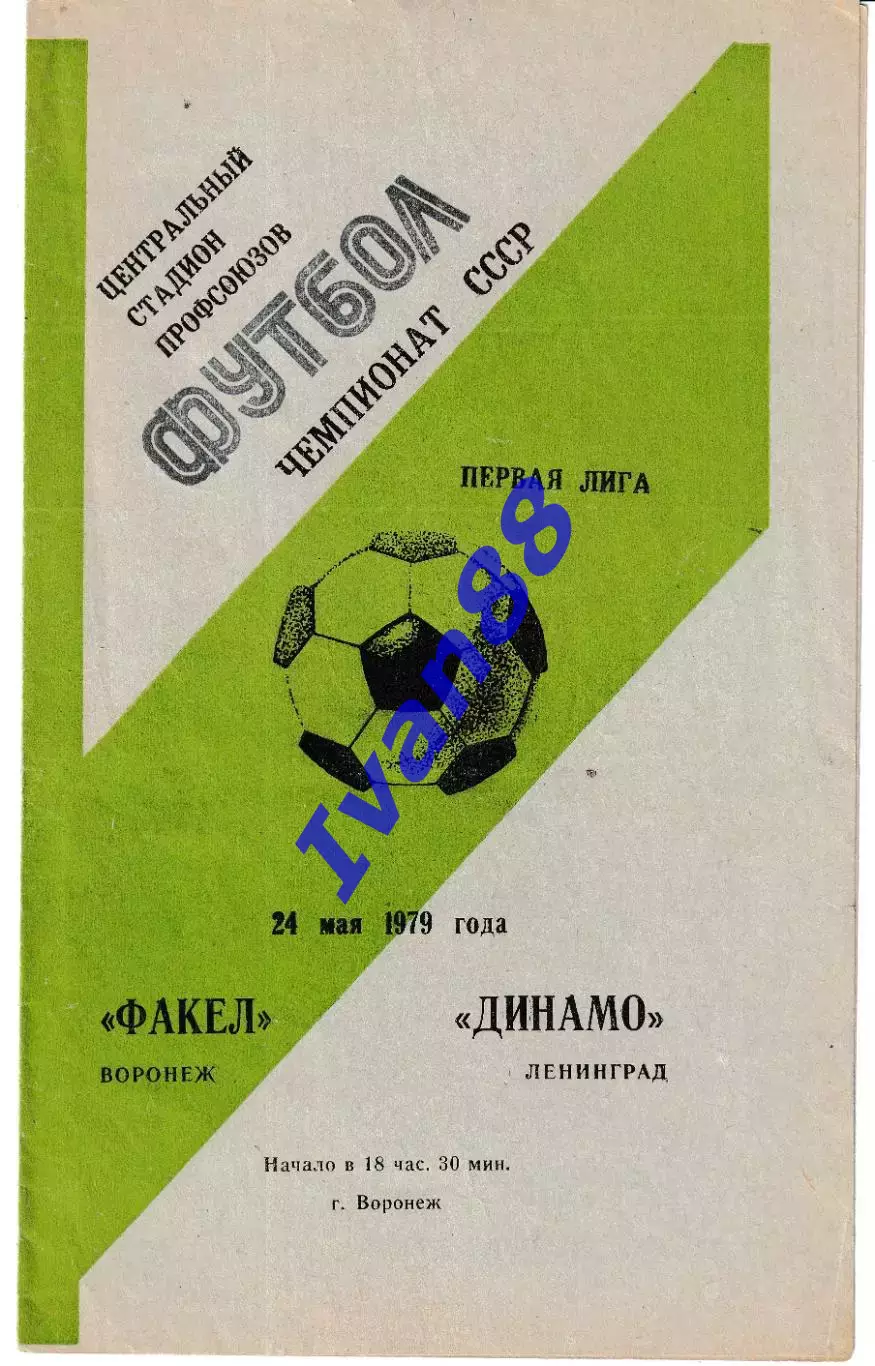 ЦЕНТРАЛЬНЫЙ
СТАДИОН
ПРОФСОЮЗОВ
ФУТБОЛ
ЧЕМПИОНАТ СССР
ПЕРВАЯ ЛИГА
Ivan88
24 мая 1979 года
«ФАКЕЛ» «ДИНАМО»
ВОРОНЕЖ ЛЕНИНГРАД
Начало в 18 час. 30 мин.
г. Воронеж